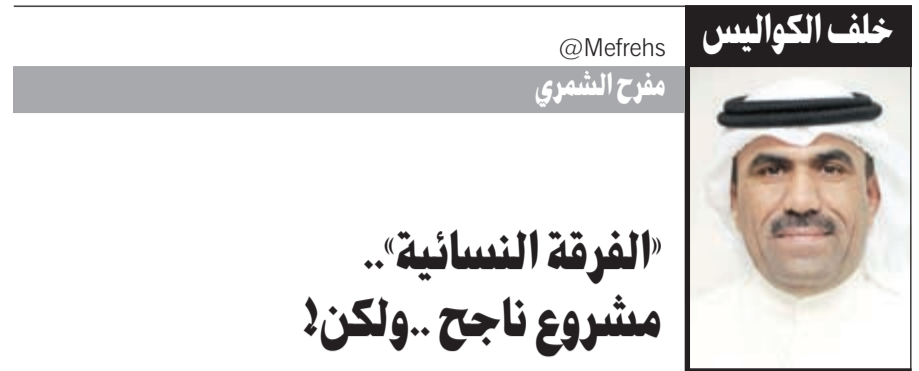 خلف الكواليس
@Mefrehs
مفرح الشمري
«الفرقة النسائية»..
مشروع ناجح ..ولكن!